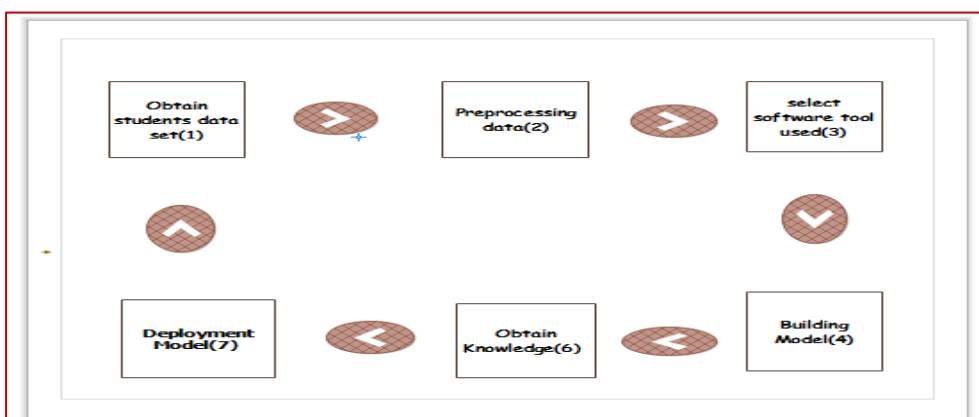 Obtain
students data
set(1)
Preprocessing
data(2)
select
software tool
used(3)
Deployment
Model(7)
Obtain
Knowledge(6)
Building
Model(4)